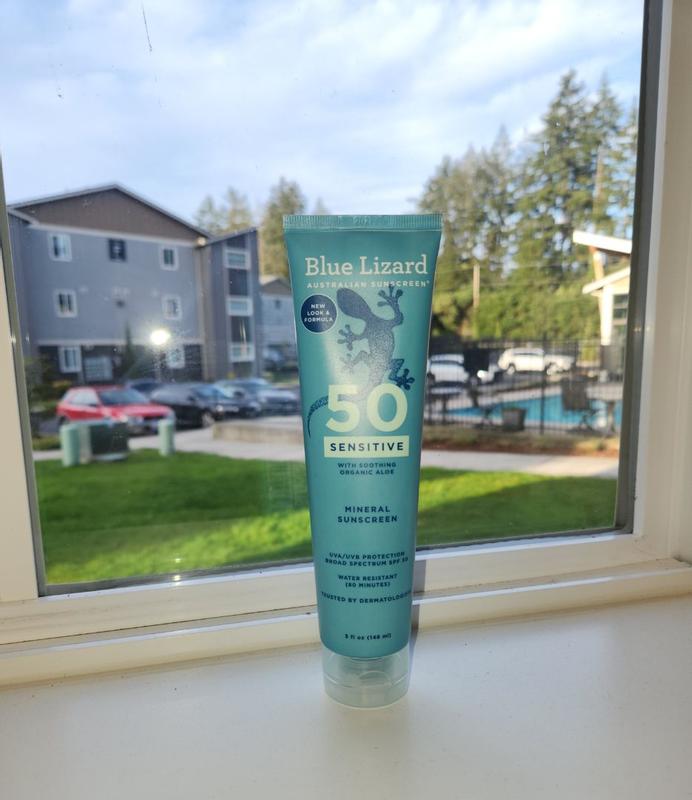 Blue Lizard
AUSTRALIAN SUNSCREEN®
NEW
LOOK &
FORMULA
50
SENSITIVE
WITH SOOTHING
ORGANIC ALOE
MINERAL
SUNSCREEN
UVA/UVB PROTECTION
BROAD SPECTRUM SPF 50
WATER RESISTANT
(80 MINUTES)
TRUSTED BY DERMATOLOGISTS
5 fl oz (148 ml)